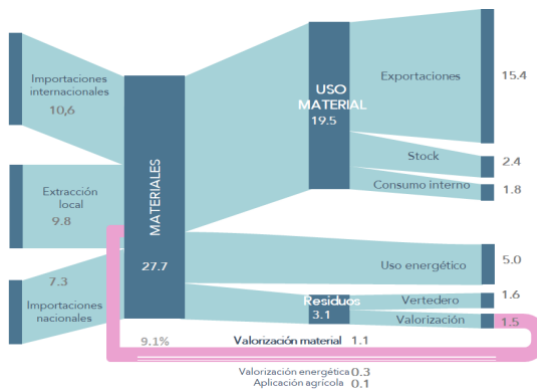 Importaciones
internacionales
10,6
Extracción
local
9.8
7.3
Importaciones
nacionales
MATERIALES
27.7
USO
MATERIAL
19.5
Exportaciones
15.4
Stock
2.4
Consumo interno
1.8
Uso energético
5.0
Residuos
3.1
Vertedero
1.6
Valorización
1.5
9.1%
Valorización material 1.1
Valorización energética 0.3
Aplicación agrícola 0.1